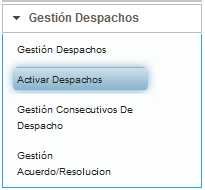 Gestión Despachos
Gestión Despachos
Activar Despachos
Gestión Consecutivos De
Despacho
Gestión
Acuerdo/Resolucion